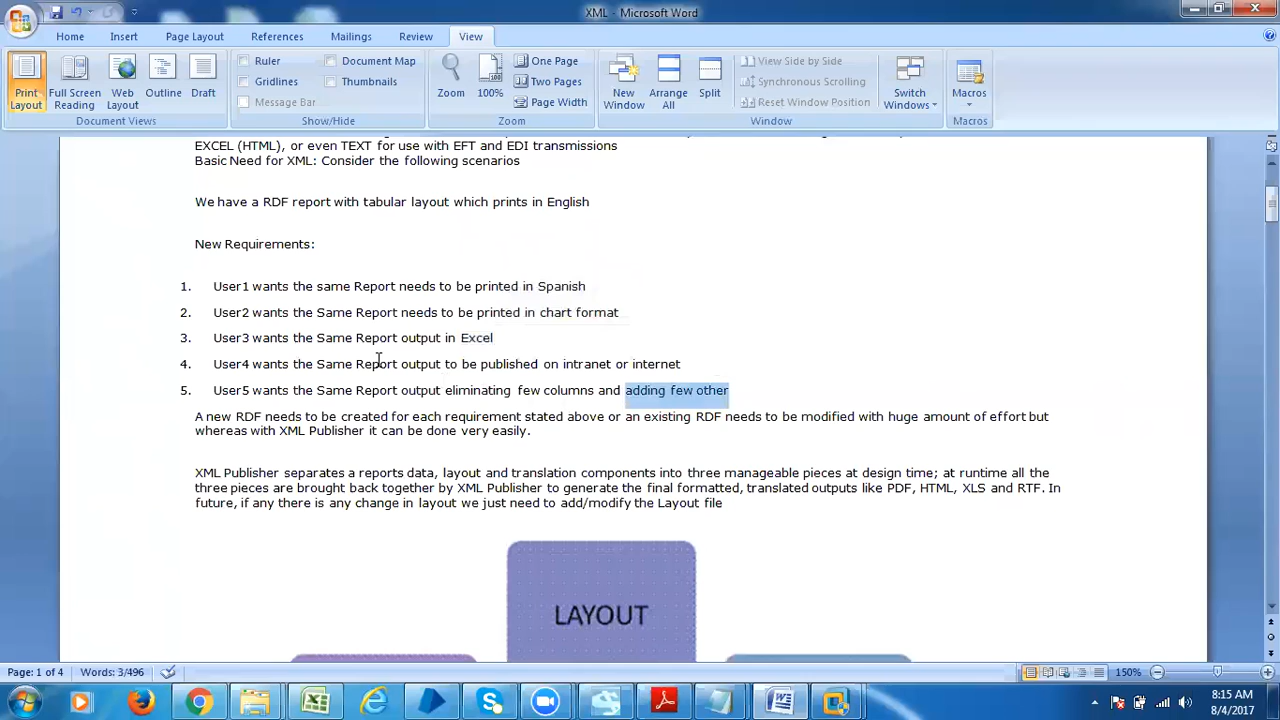 XML - Microsoft Word
Home Insert Page Layout References Mailings Review View
Print Layout
Full Screen Reading
Web Layout
Outline
Draft
Document Views
Ruler
Gridlines
Message Bar
Document Map
Thumbnails
Show/Hide
Zoom
100%
One Page
Two Pages
Page Width
Zoom
New Window
Arrange All
Split
View Side by Side
Synchronous Scrolling
Reset Window Position
Switch Windows
Window
Macros
Macros
EXCEL (HTML), or even TEXT for use with EFT and EDI transmissions
Basic Need for XML: Consider the following scenarios
We have a RDF report with tabular layout which prints in English
New Requirements:
1. User1 wants the same Report needs to be printed in Spanish
2. User2 wants the Same Report needs to be printed in chart format
3. User3 wants the Same Report output in Excel
4. User4 wants the Same Report output to be published on intranet or internet
5. User5 wants the Same Report output eliminating few columns and adding few other
A new RDF needs to be created for each requirement stated above or an existing RDF needs to be modified with huge amount of effort but
whereas with XML Publisher it can be done very easily.
XML Publisher separates a reports data, layout and translation components into three manageable pieces at design time; at runtime all the
three pieces are brought back together by XML Publisher to generate the final formatted, translated outputs like PDF, HTML, XLS and RTF. In
future, if any there is any change in layout we just need to add/modify the Layout file
LAYOUT
Page: 1 of 4 Words: 3/496 150%
8:15 AM
8/4/2017